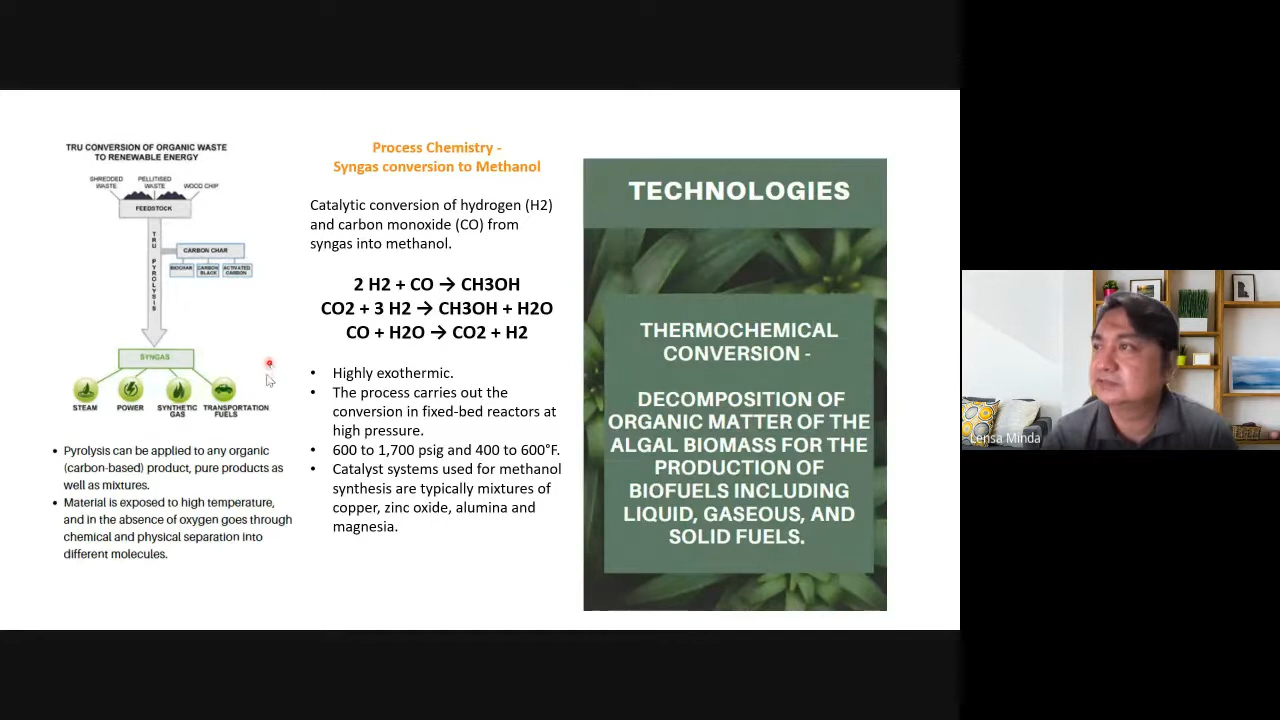 TRU CONVERSION OF ORGANIC WASTE
TO RENEWABLE ENERGY
SHREDDED
WASTE
PELLITISED
WASTE
WOOD CHIP
FEEDSTOCK
TRU PYROLYSIS
CARBON CHAR
BIOCHAR
CARBON
BLACK
ACTIVATED
CARBON
SYNGAS
STEAM
POWER
SYNTHETIC
GAS
TRANSPORTATION
FUELS
• Pyrolysis can be applied to any organic
(carbon-based) product, pure products as
well as mixtures.
• Material is exposed to high temperature,
and in the absence of oxygen goes through
chemical and physical separation into
different molecules.
Process Chemistry -
Syngas conversion to Methanol
Catalytic conversion of hydrogen (H2)
and carbon monoxide (CO) from
syngas into methanol.
2 H2 + CO → CH3OH
CO2 + 3 H2 → CH3OH + H2O
CO + H2O → CO2 + H2
• Highly exothermic.
• The process carries out the
conversion in fixed-bed reactors at
high pressure.
• 600 to 1,700 psig and 400 to 600°F.
• Catalyst systems used for methanol
synthesis are typically mixtures of
copper, zinc oxide, alumina and
magnesia.
TECHNOLOGIES
THERMOCHEMICAL
CONVERSION -
DECOMPOSITION OF
ORGANIC MATTER OF THE
ALGAL BIOMASS FOR THE
PRODUCTION OF
BIOFUELS INCLUDING
LIQUID, GASEOUS, AND
SOLID FUELS.
Lensa Minda